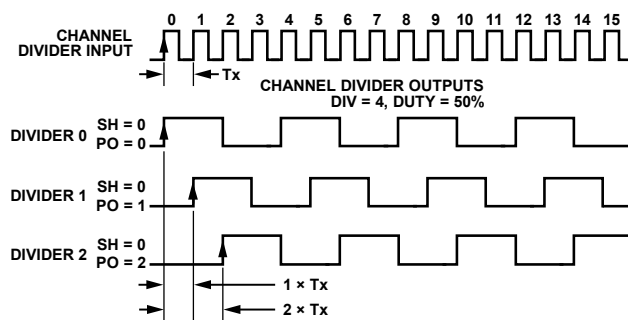 0 1 2 3 4 5 6 7 8 9 10 11 12 13 14 15
CHANNEL
DIVIDER INPUT
Tx
CHANNEL DIVIDER OUTPUTS
DIV = 4, DUTY = 50%
DIVIDER 0
SH = 0
PO = 0
DIVIDER 1
SH = 0
PO = 1
DIVIDER 2
SH = 0
PO = 2
1 × Tx
2 × Tx